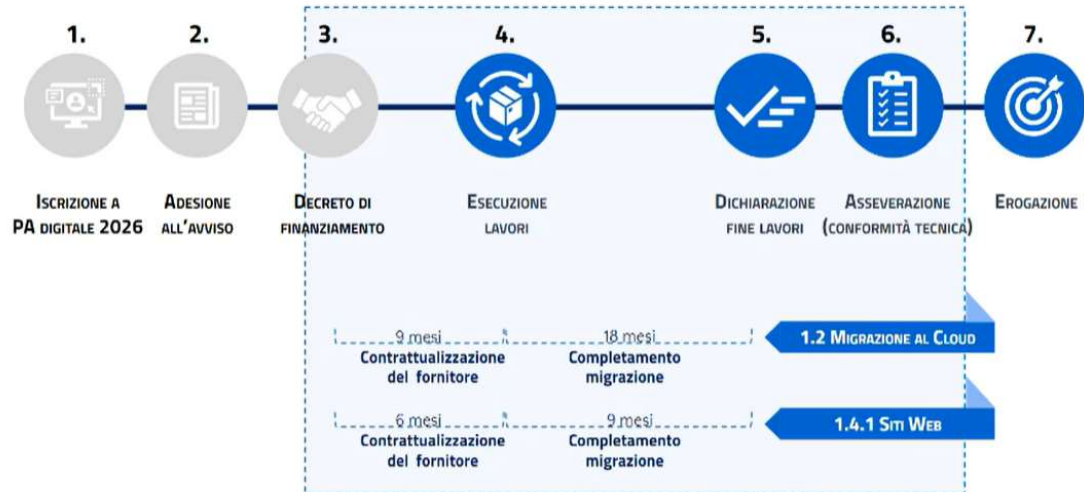 1.
2.
3.
4.
5.
6.
7.
ISCRIZIONE A
PA DIGITALE 2026
ADESIONE
ALL'AVVISO
DECRETO DI
FINANZIAMENTO
ESECUZIONE
LAVORI
DICHIARAZIONE
FINE LAVORI
ASSEVERAZIONE
(CONFORMITÀ TECNICA)
EROGAZIONE
9 mesi
Contrattualizzazione
del fornitore
18 mesi
Completamento
migrazione
1.2 MIGRAZIONE AL CLOUD
6 mesi
Contrattualizzazione
del fornitore
9 mesi
Completamento
migrazione
1.4.1 SITI WEB